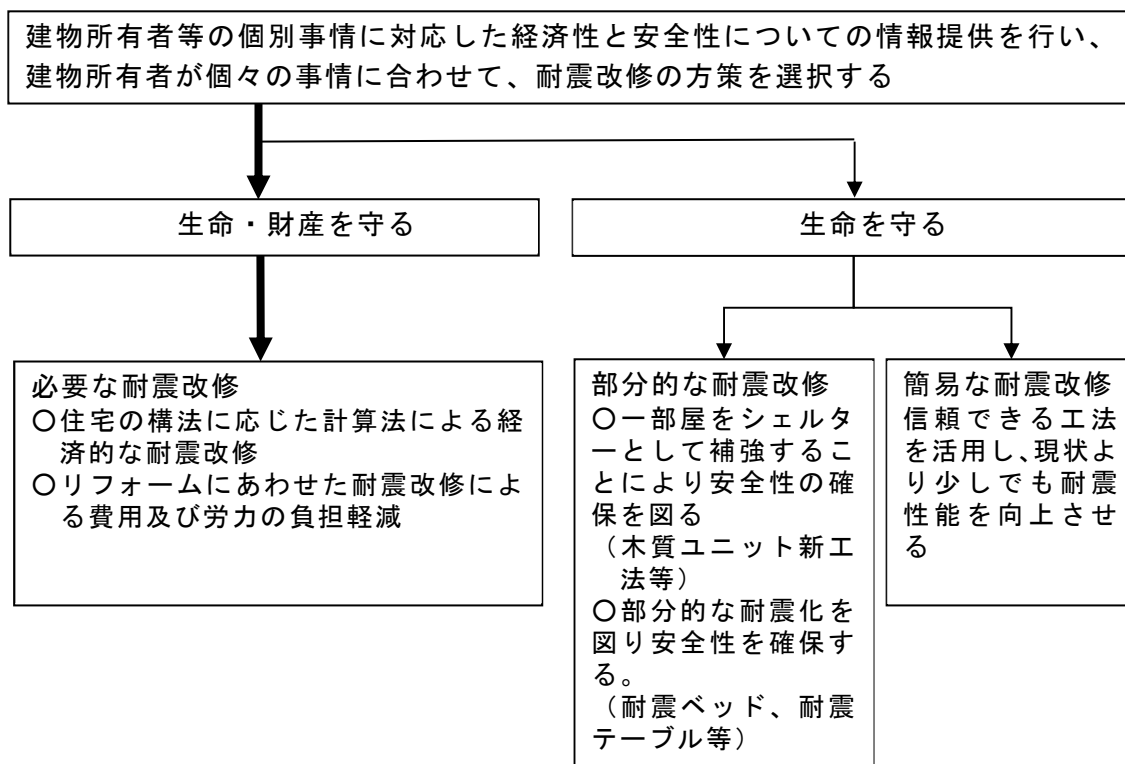 建物所有者等の個別事情に対応した経済性と安全性についての情報提供を行い、
建物所有者が個々の事情に合わせて、耐震改修の方策を選択する
生命・財産を守る
生命を守る
必要な耐震改修
○住宅の構法に応じた計算法による経
済的な耐震改修
○リフォームにあわせた耐震改修によ
る費用及び労力の負担軽減
部分的な耐震改修
○一部屋をシェルタ
ーとして補強するこ
とにより安全性の確
保を図る
（木質ユニット新工
法等）
○部分的な耐震化を
図り安全性を確保す
る。
（耐震ベッド、耐震
テーブル等）
簡易な耐震改修
信頼できる工法
を活用し、現状よ
り少しでも耐震
性能を向上させ
る